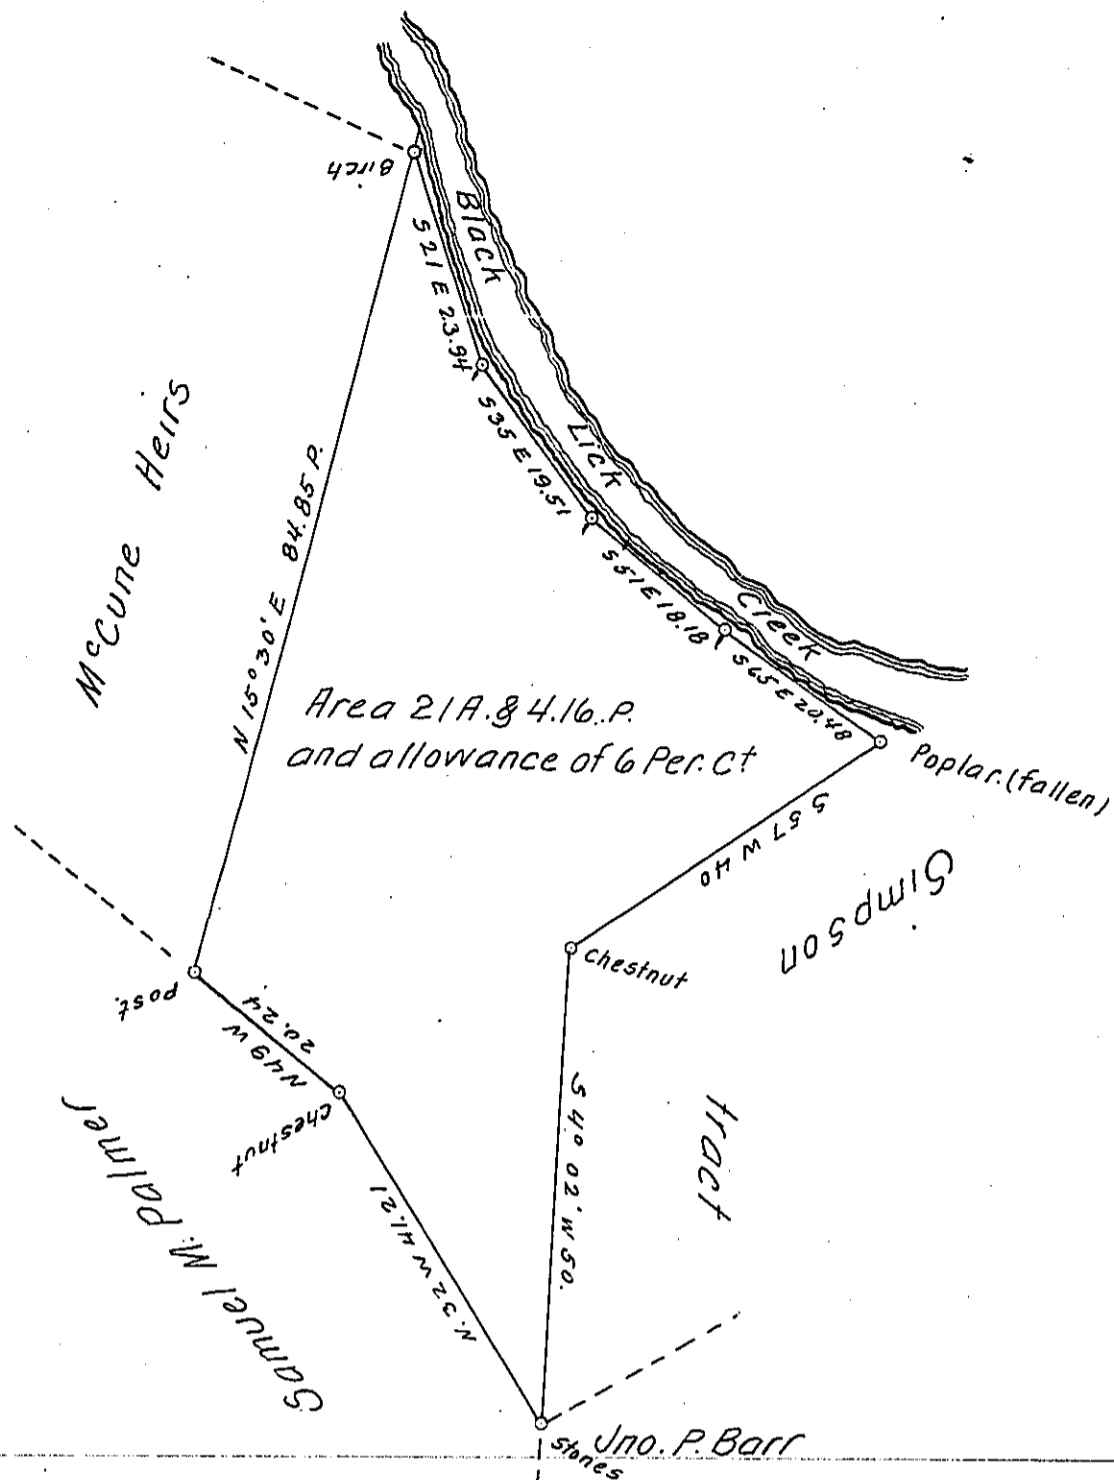 Birch
Black
Lick
Creek
S 21 E 23.94
S 35 E 19.51
S 51 E 18.18
S 65 E 20.48
Poplar. (fallen)
McCune Heirs
N 15° 30' E 84.85 P.
Area 21 A. & 4.16. P.
and allowance of 6 Per. Ct
S 57 W 40
Simpson
tract
chestnut
S 4° 02' W 50.
post.
N 49 W
20.24
chestnut
N. 32 W 41.21
Samuel M. Palmer
stones
Jno. P. Barr